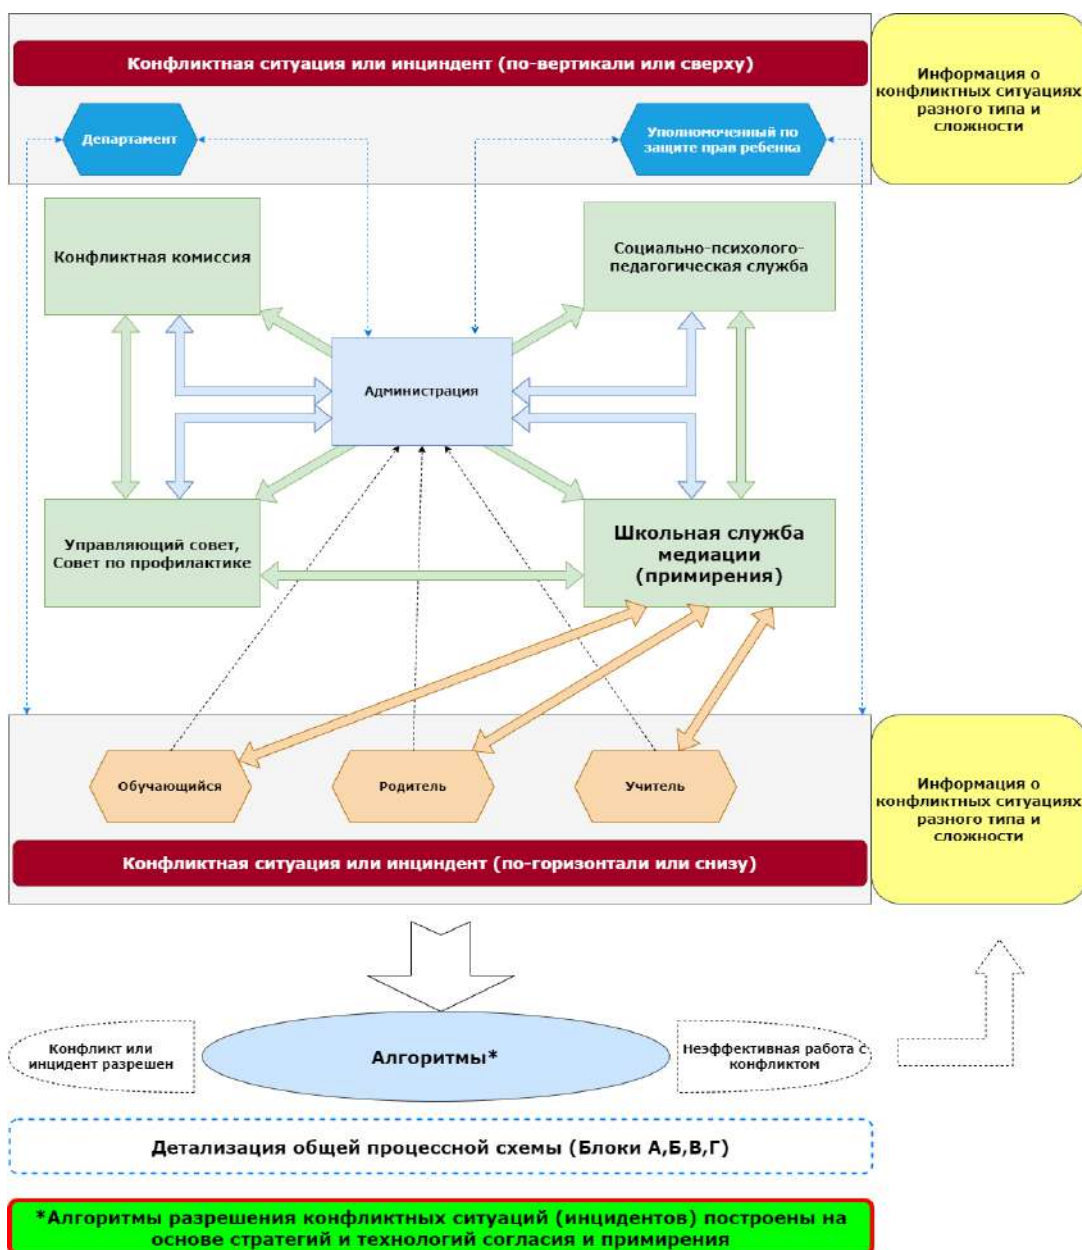 Конфликтная ситуация или инциндент (по-вертикали или сверху)
Информация о
конфликтных ситуациях
разного типа и
сложности
Департамент
Уполномоченный по
защите прав ребенка
Конфликтная комиссия
Социально-психолого-
педагогическая служба
Администрация
Управляющий совет,
Совет по профилактике
Школьная служба
медиации
(примирения)
Обучающийся
Родитель
Учитель
Информация о
конфликтных ситуациях
разного типа и
сложности
Конфликтная ситуация или инциндент (по-горизонтали или снизу)
Конфликт или
инцидент разрешен
Алгоритмы*
Неэффективная работа с
конфликтом
Детализация общей процессной схемы (Блоки А,Б,В,Г)
*Алгоритмы разрешения конфликтных ситуаций (инцидентов) построены на
основе стратегий и технологий согласия и примирения